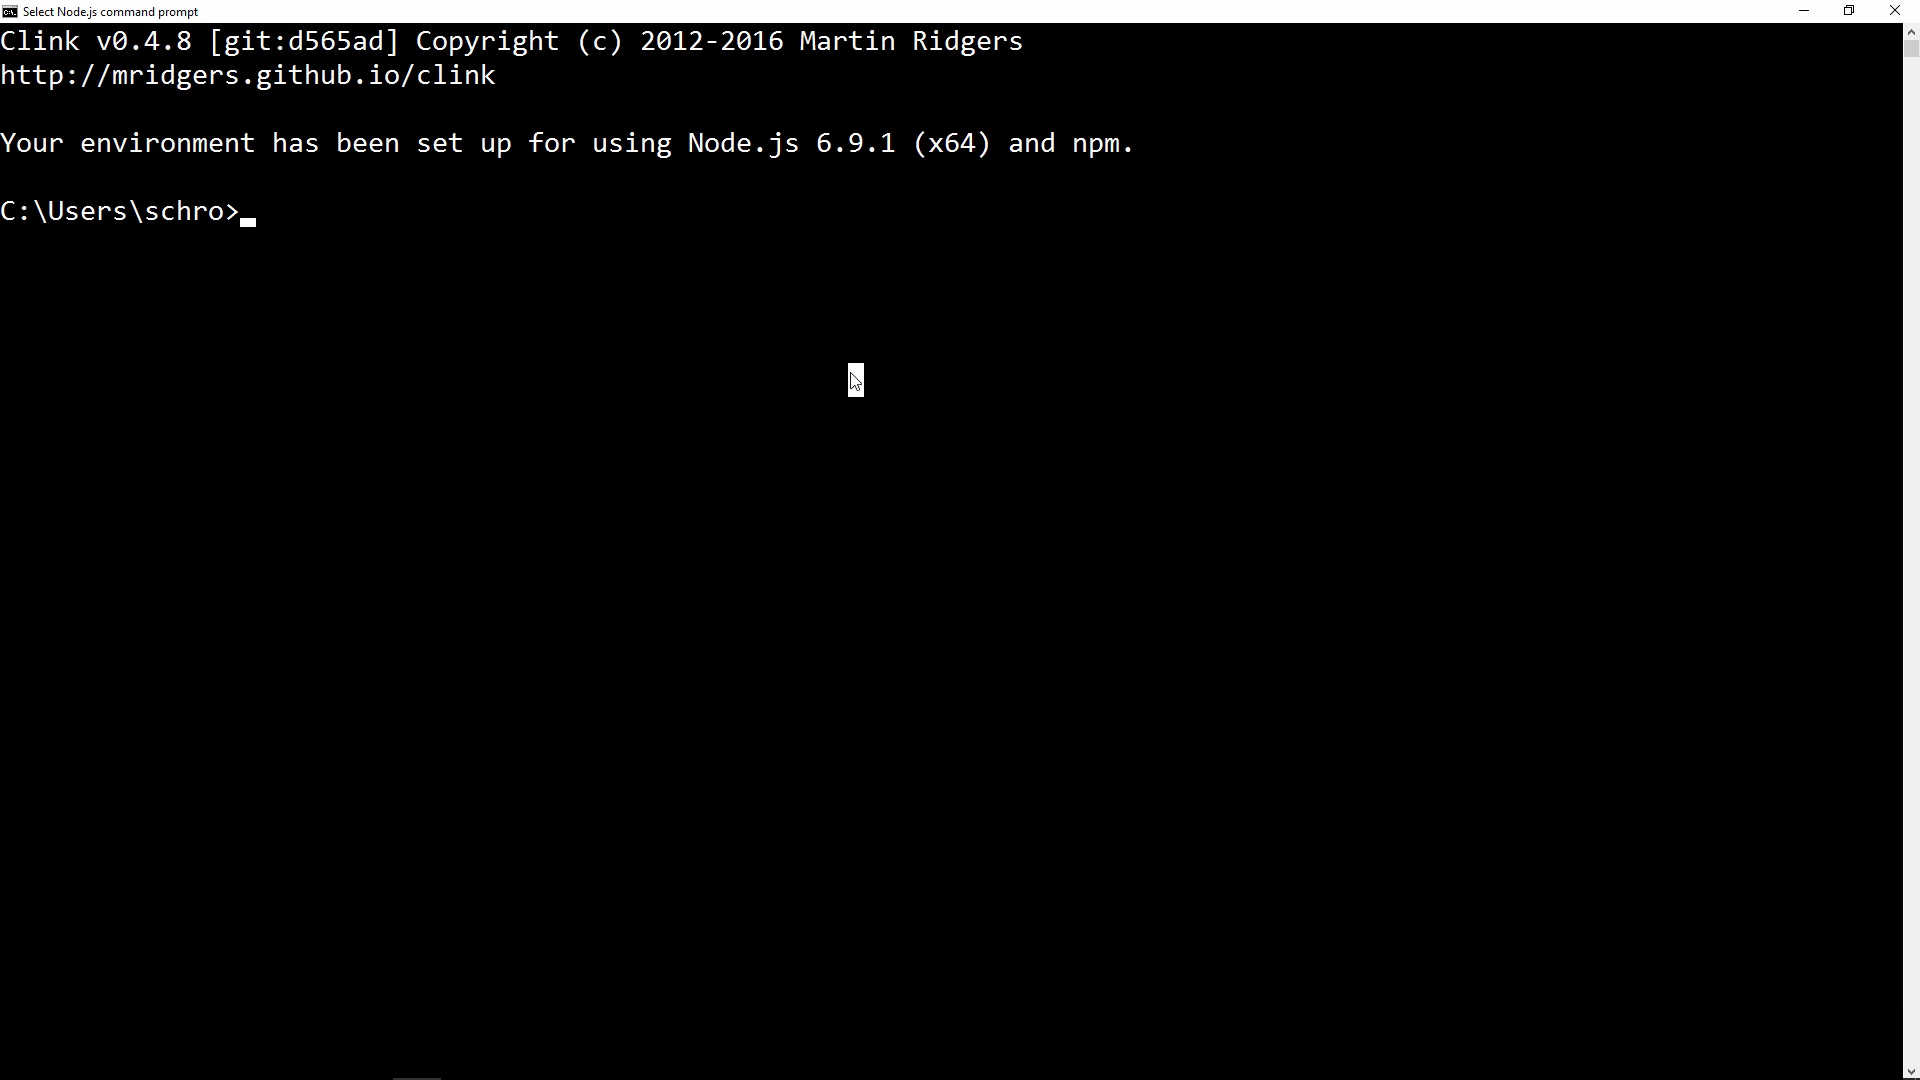 Select Node.js command prompt
Clink v0.4.8 [git:d565ad] Copyright (c) 2012-2016 Martin Ridgers
http://mridgers.github.io/clink
Your environment has been set up for using Node.js 6.9.1 (x64) and npm.
C:\Users\schro>